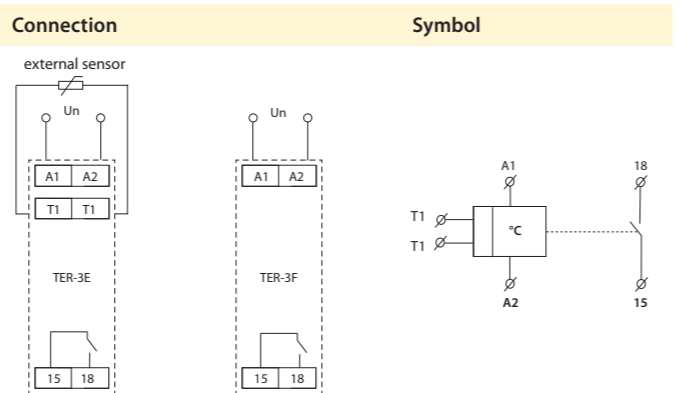 Connection
Symbol
external sensor
Un
A1 A2
T1 T1
TER-3E
15 18
Un
A1 A2
TER-3F
15 18
A1
18
T1
T1
°C
A2
15